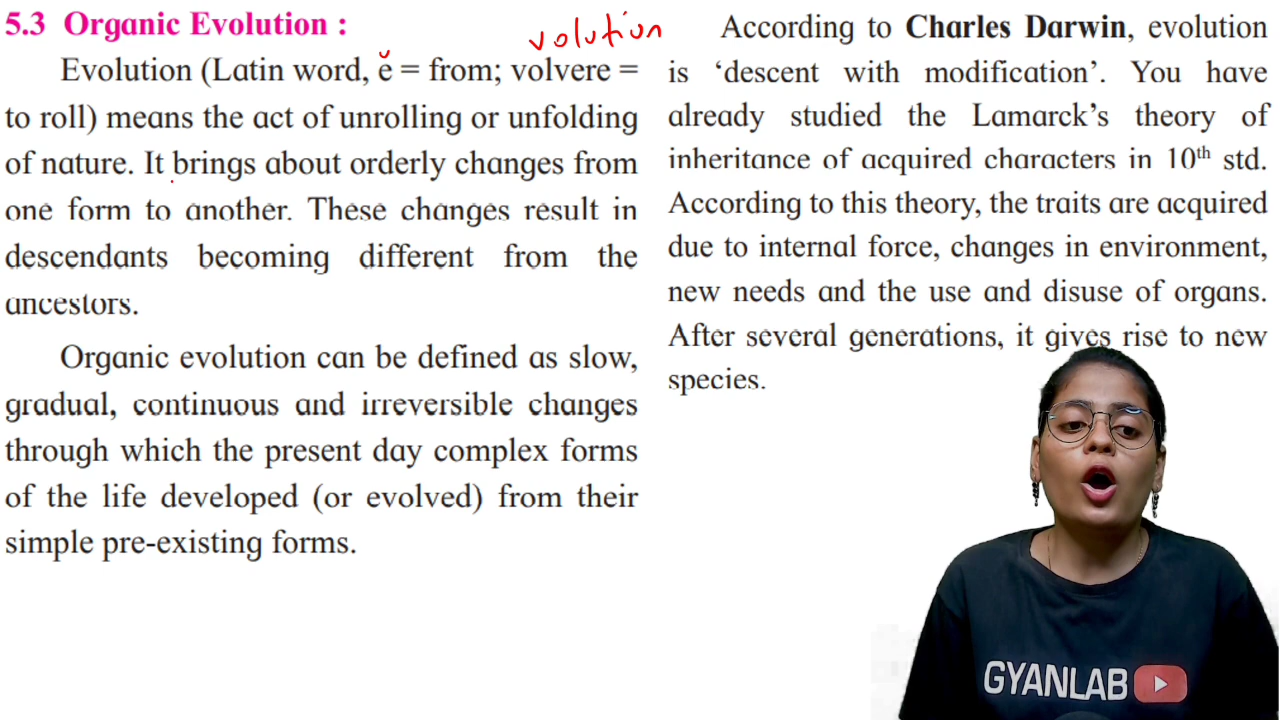 5.3 Organic Evolution :
volution
Evolution (Latin word, e = from; volvere =
to roll) means the act of unrolling or unfolding
of nature. It brings about orderly changes from
one form to another. These changes result in
descendants becoming different from the
ancestors.
Organic evolution can be defined as slow,
gradual, continuous and irreversible changes
through which the present day complex forms
of the life developed (or evolved) from their
simple pre-existing forms.
According to Charles Darwin, evolution
is ‘descent with modification’. You have
already studied the Lamarck’s theory of
inheritance of acquired characters in 10th std.
According to this theory, the traits are acquired
due to internal force, changes in environment,
new needs and the use and disuse of organs.
After several generations, it gives rise to new
species.
GYANLAB